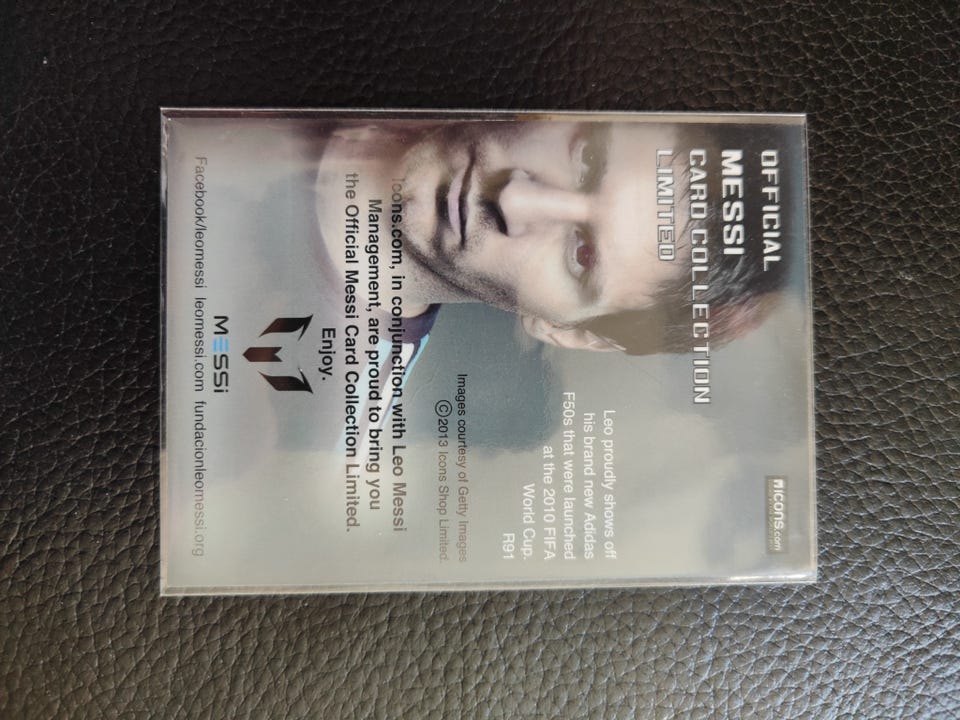 OFFICIAL
MESSI
CARD COLLECTION
LIMITED
icons.com
Leo proudly shows off
his brand new Adidas
F50s that were launched
at the 2010 FIFA
World Cup.
R91
Images courtesy of Getty Images
©2013 Icons Shop Limited.
Icons.com, in conjunction with Leo Messi
Management, are proud to bring you
the Official Messi Card Collection Limited.
Enjoy.
MESSI
Facebook/leomessi leomessi.com fundacionleomessi.org